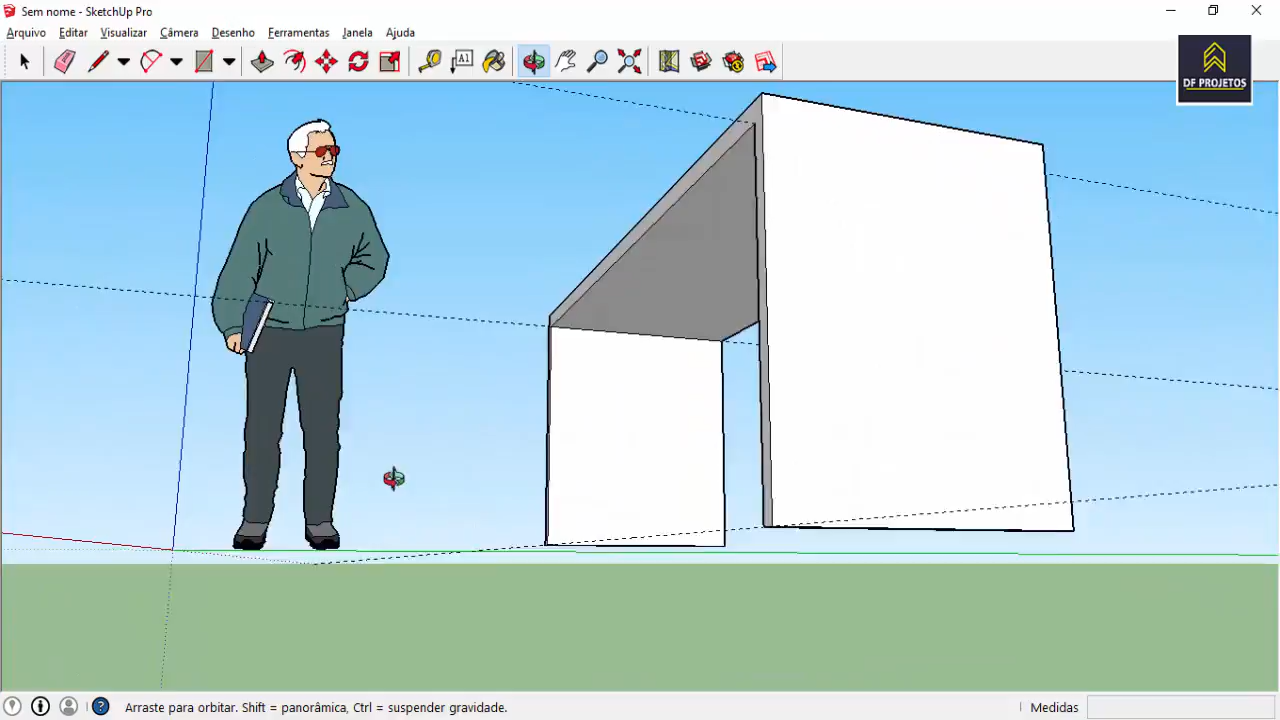 Sem nome - SketchUp Pro
Arquivo Editar Visualizar Câmera Desenho Ferramentas Janela Ajuda
A1
DF PROJETOS
Arraste para orbitar. Shift = panorâmica, Ctrl = suspender gravidade.
Medidas